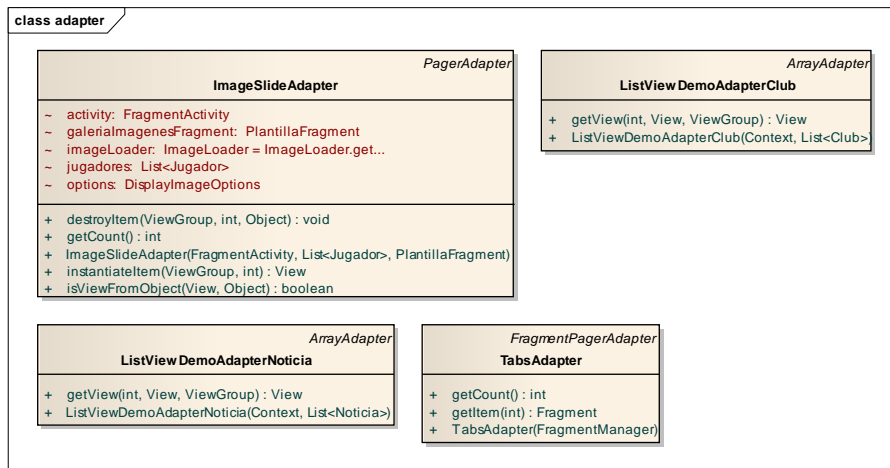 class adapter
PagerAdapter
ImageSlideAdapter
~ activity: FragmentActivity
~ galeriaImagenesFragment: PlantillaFragment
~ imageLoader: ImageLoader = ImageLoader.get...
~ jugadores: List<Jugador>
~ options: DisplayImageOptions
+ destroyItem(ViewGroup, int, Object) : void
+ getCount() : int
+ ImageSlideAdapter(FragmentActivity, List<Jugador>, PlantillaFragment)
+ instantiateItem(ViewGroup, int) : View
+ isViewFromObject(View, Object) : boolean
ArrayAdapter
ListViewDemoAdapterClub
+ getView(int, View, ViewGroup) : View
+ ListViewDemoAdapterClub(Context, List<Club>)
ArrayAdapter
ListViewDemoAdapterNoticia
+ getView(int, View, ViewGroup) : View
+ ListViewDemoAdapterNoticia(Context, List<Noticia>)
FragmentPagerAdapter
TabsAdapter
+ getCount() : int
+ getItem(int) : Fragment
+ TabsAdapter(FragmentManager)